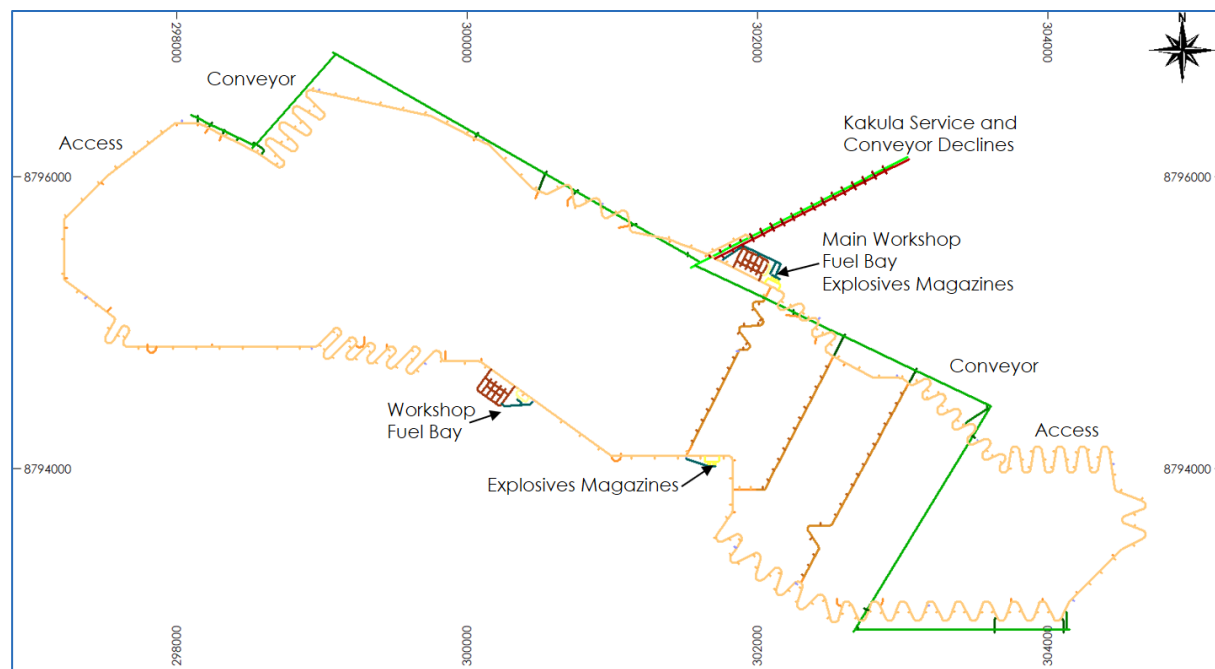 298000
300000
302000
304000
N
Conveyor
Access
Kakula Service and
Conveyor Declines
8796000
8796000
Main Workshop
Fuel Bay
Explosives Magazines
Conveyor
Workshop
Fuel Bay
Access
8794000
8794000
Explosives Magazines
298000
300000
302000
304000